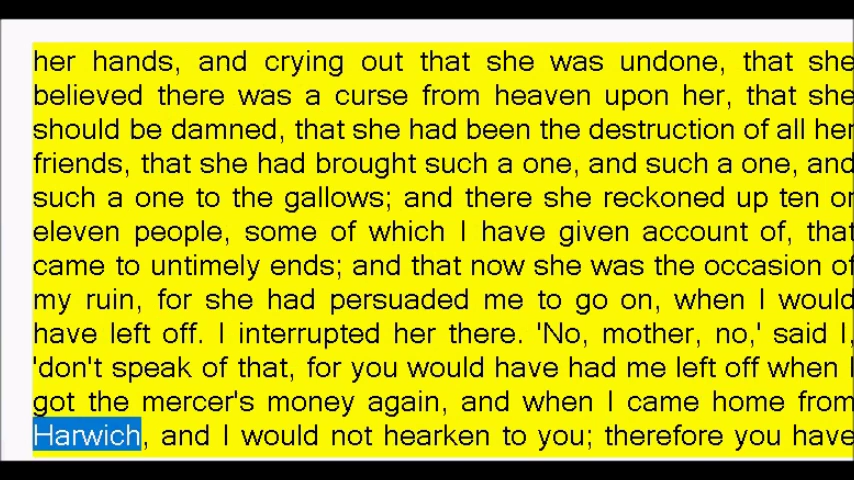 her hands, and crying out that she was undone, that she
believed there was a curse from heaven upon her, that she
should be damned, that she had been the destruction of all her
friends, that she had brought such a one, and such a one, and
such a one to the gallows; and there she reckoned up ten or
eleven people, some of which I have given account of, that
came to untimely ends; and that now she was the occasion of
my ruin, for she had persuaded me to go on, when I would
have left off. I interrupted her there. 'No, mother, no,' said I,
'don't speak of that, for you would have had me left off when I
got the mercer's money again, and when I came home from
Harwich, and I would not hearken to you; therefore you have